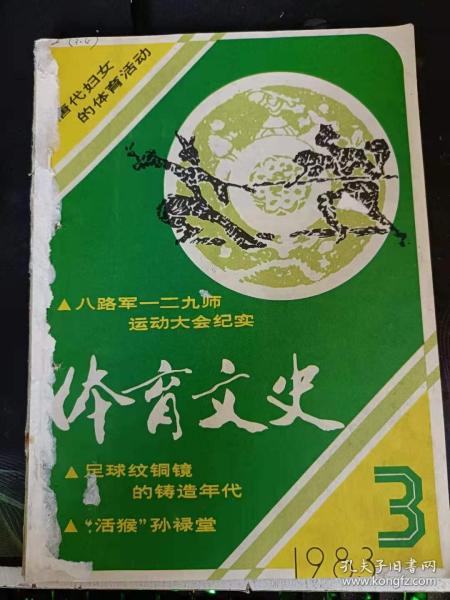 唐代妇女
的体育活动
▲八路军一二九师
运动大会纪实
体育文史
▲足球纹铜镜
的铸造年代
▲“活猴”孙禄堂
3
1983
孔夫子旧书网
www.kongfz.com